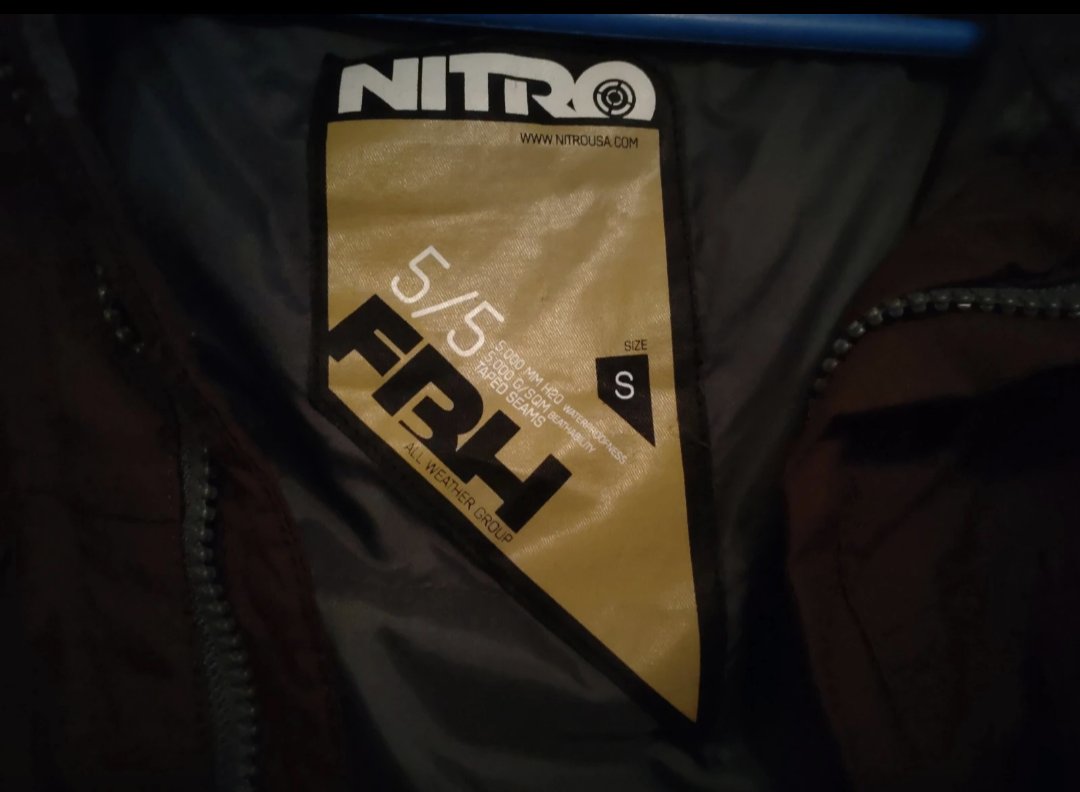 NITRO
WWW.NITROUSA.COM
5/5
5.000 MM H2O WATERPROOFNESS
5.000 G/SQM BEATHABILITY
TAPED SEAMS
FBH
ALL WEATHER GROUP
SIZE
S